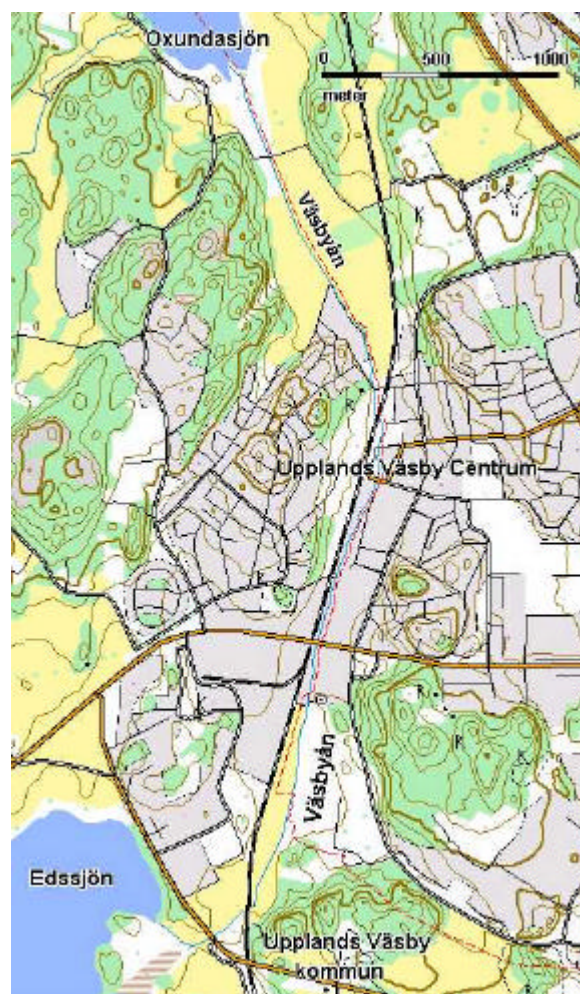 Oxundasjön
0 500 1000
meter
Väsbyån
K
R
Upplands Väsby Centrum
R
K
K
Väsbyån
Edssjön
Upplands Väsby
kommun